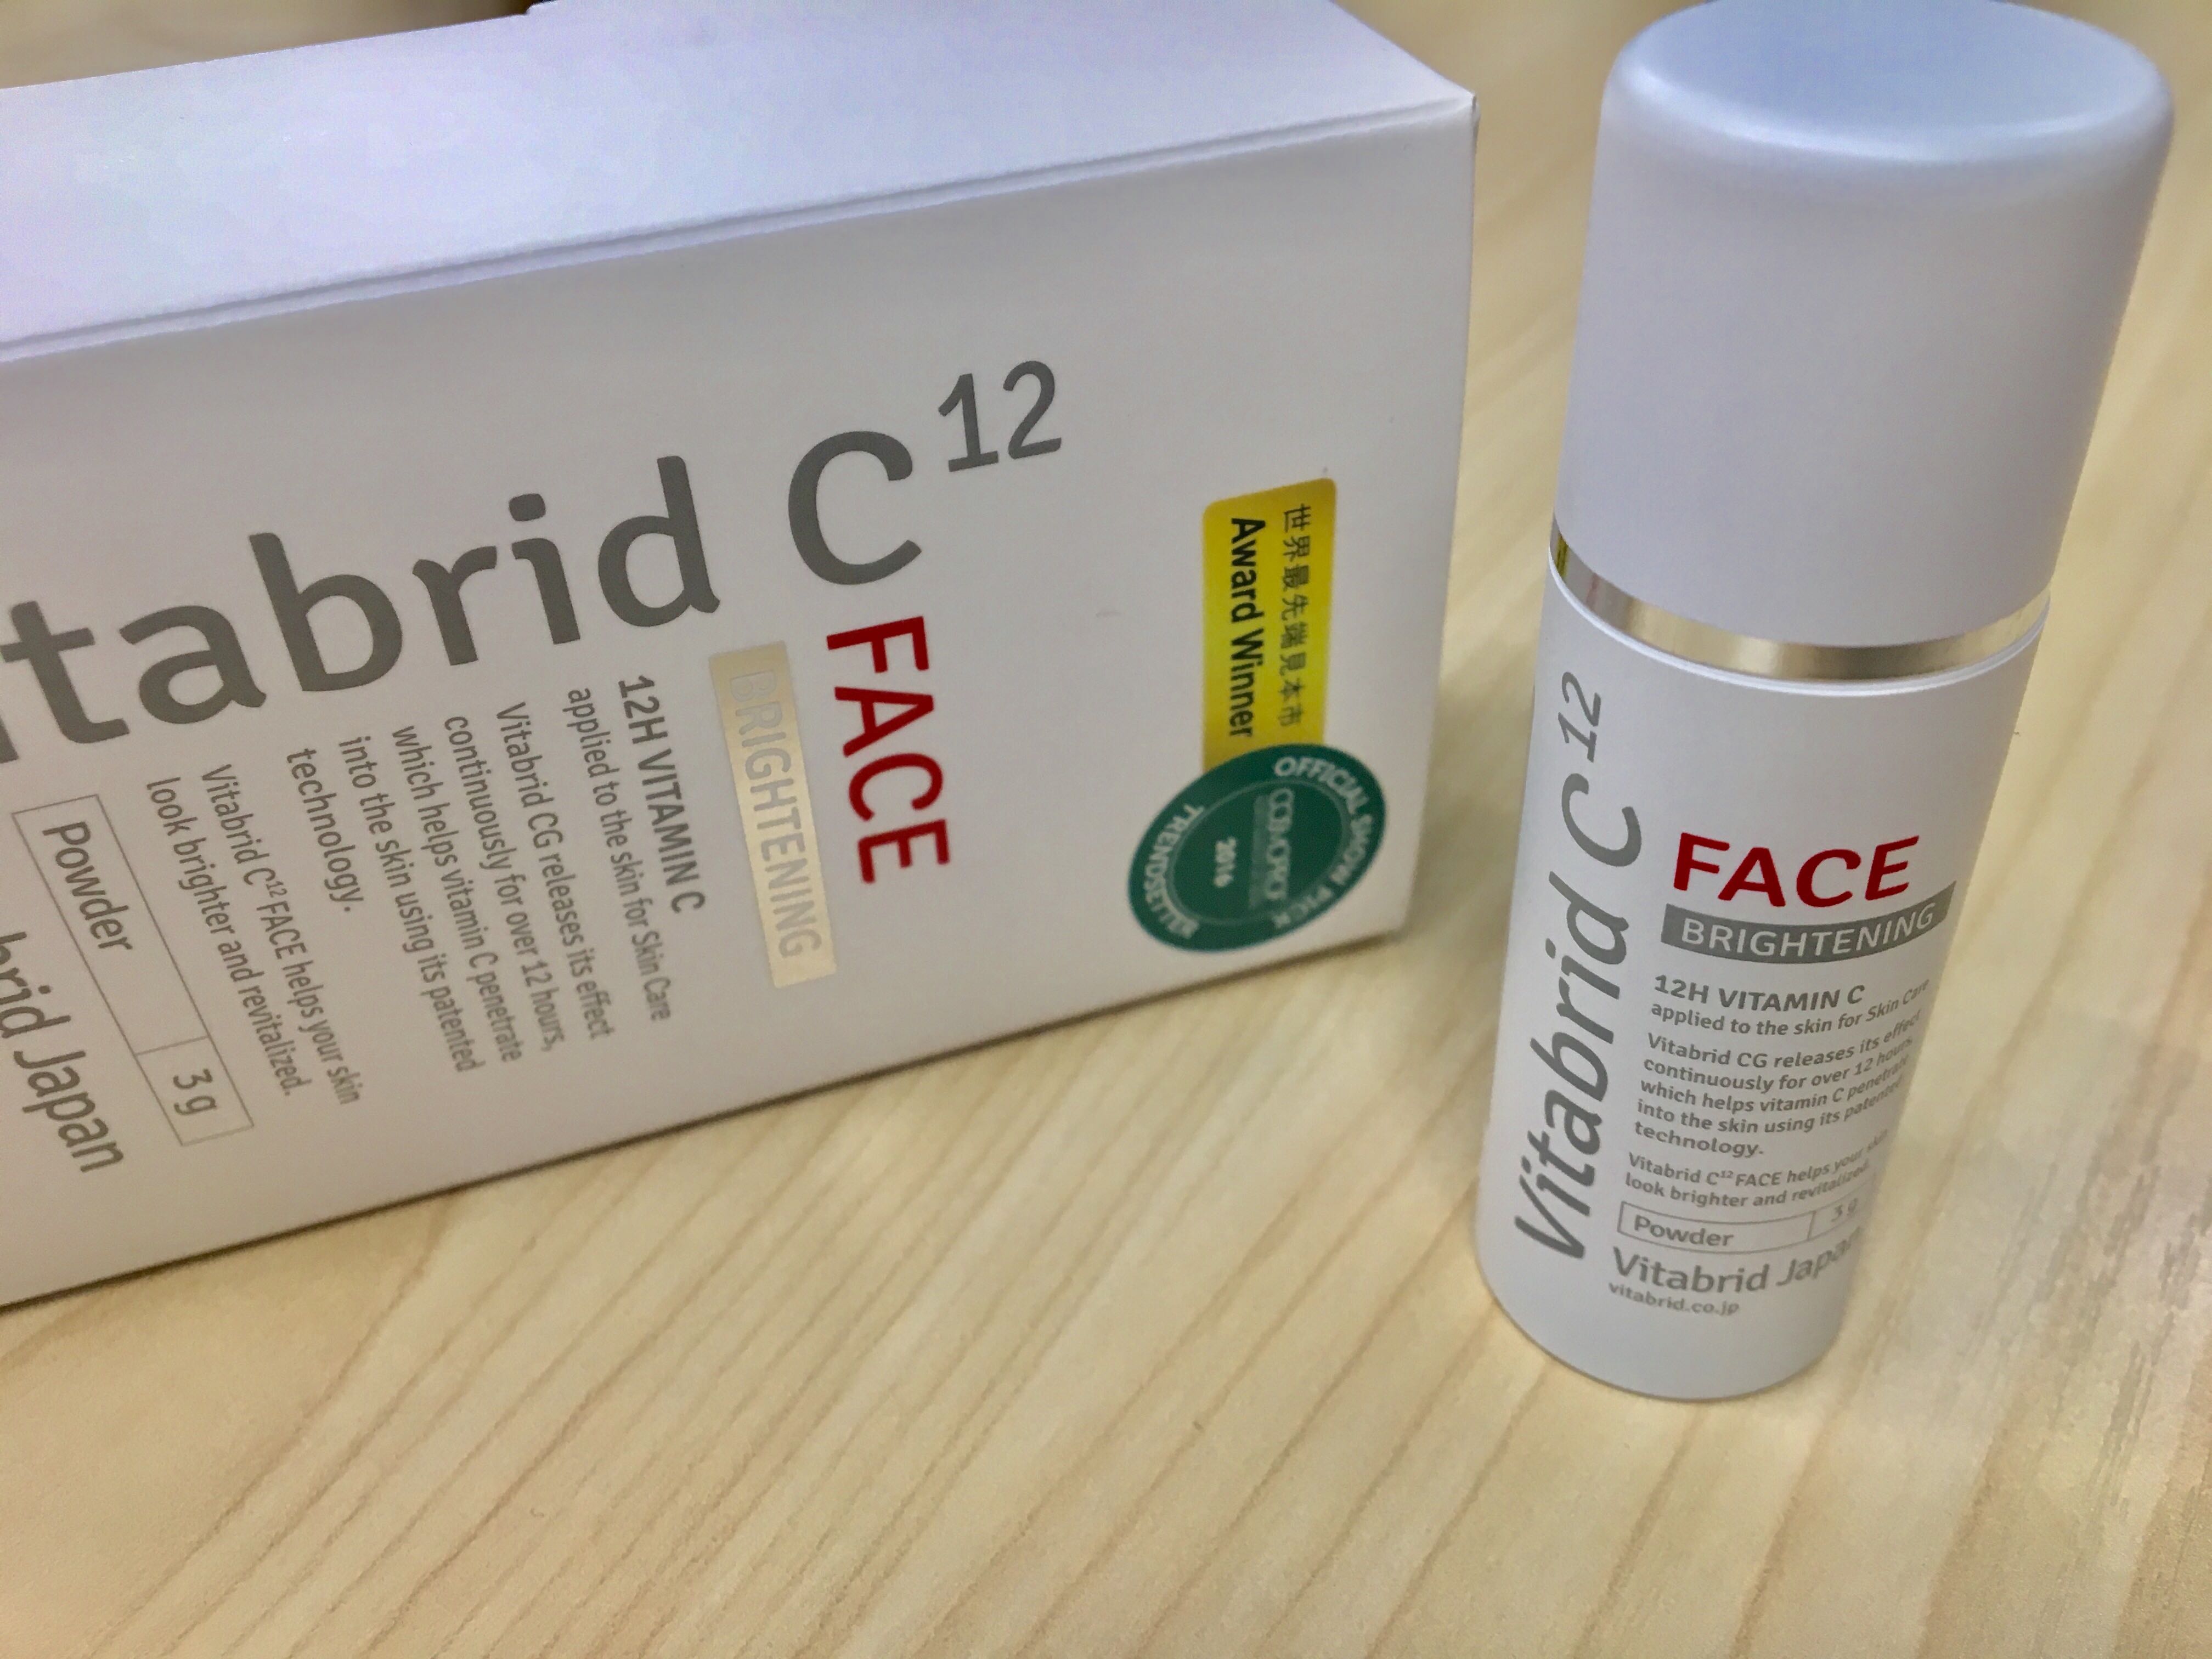 tabrid C¹²
FACE
BRIGHTENING
12H VITAMIN C
applied to the skin for Skin Care
Vitabrid CG releases its effect
continuously for over 12 hours,
which helps vitamin C penetrate
into the skin using its patented
technology.
Vitabrid C¹² FACE helps your skin
look brighter and revitalized.
Powder 3 g
brid Japan
世界最先端見本市
Award Winner
OFFICIAL SHOW PICK
2016
TRENDSETTER
Vitabrid C¹²
FACE
BRIGHTENING
12H VITAMIN C
applied to the skin for Skin Care
Vitabrid CG releases its effect
continuously for over 12 hours,
which helps vitamin C penetrate
into the skin using its patented
technology.
Vitabrid C¹² FACE helps your skin
look brighter and revitalized.
Powder 3 g
Vitabrid Japan
vitabrid.co.jp